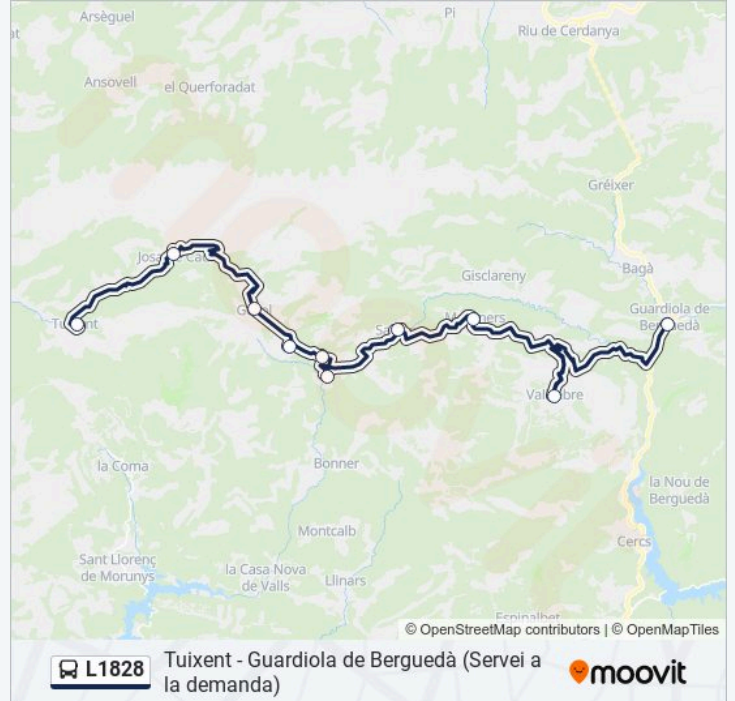 Arsèguel
Pi
Riu de Cerdanya
Ansovell
el Querforadat
Gréixer
Bagà
Gisclareny
Guardiola de
Berguedà
Bonner
la Coma
la Nou de
Berguedà
Montcalb
Cercs
Sant Llorenç
de Morunys
la Casa Nova
de Valls
Llinars
Espinalbet
© OpenStreetMap contributors | © OpenMapTiles
L1828
Tuixent - Guardiola de Berguedà (Servei a
la demanda)
moovit